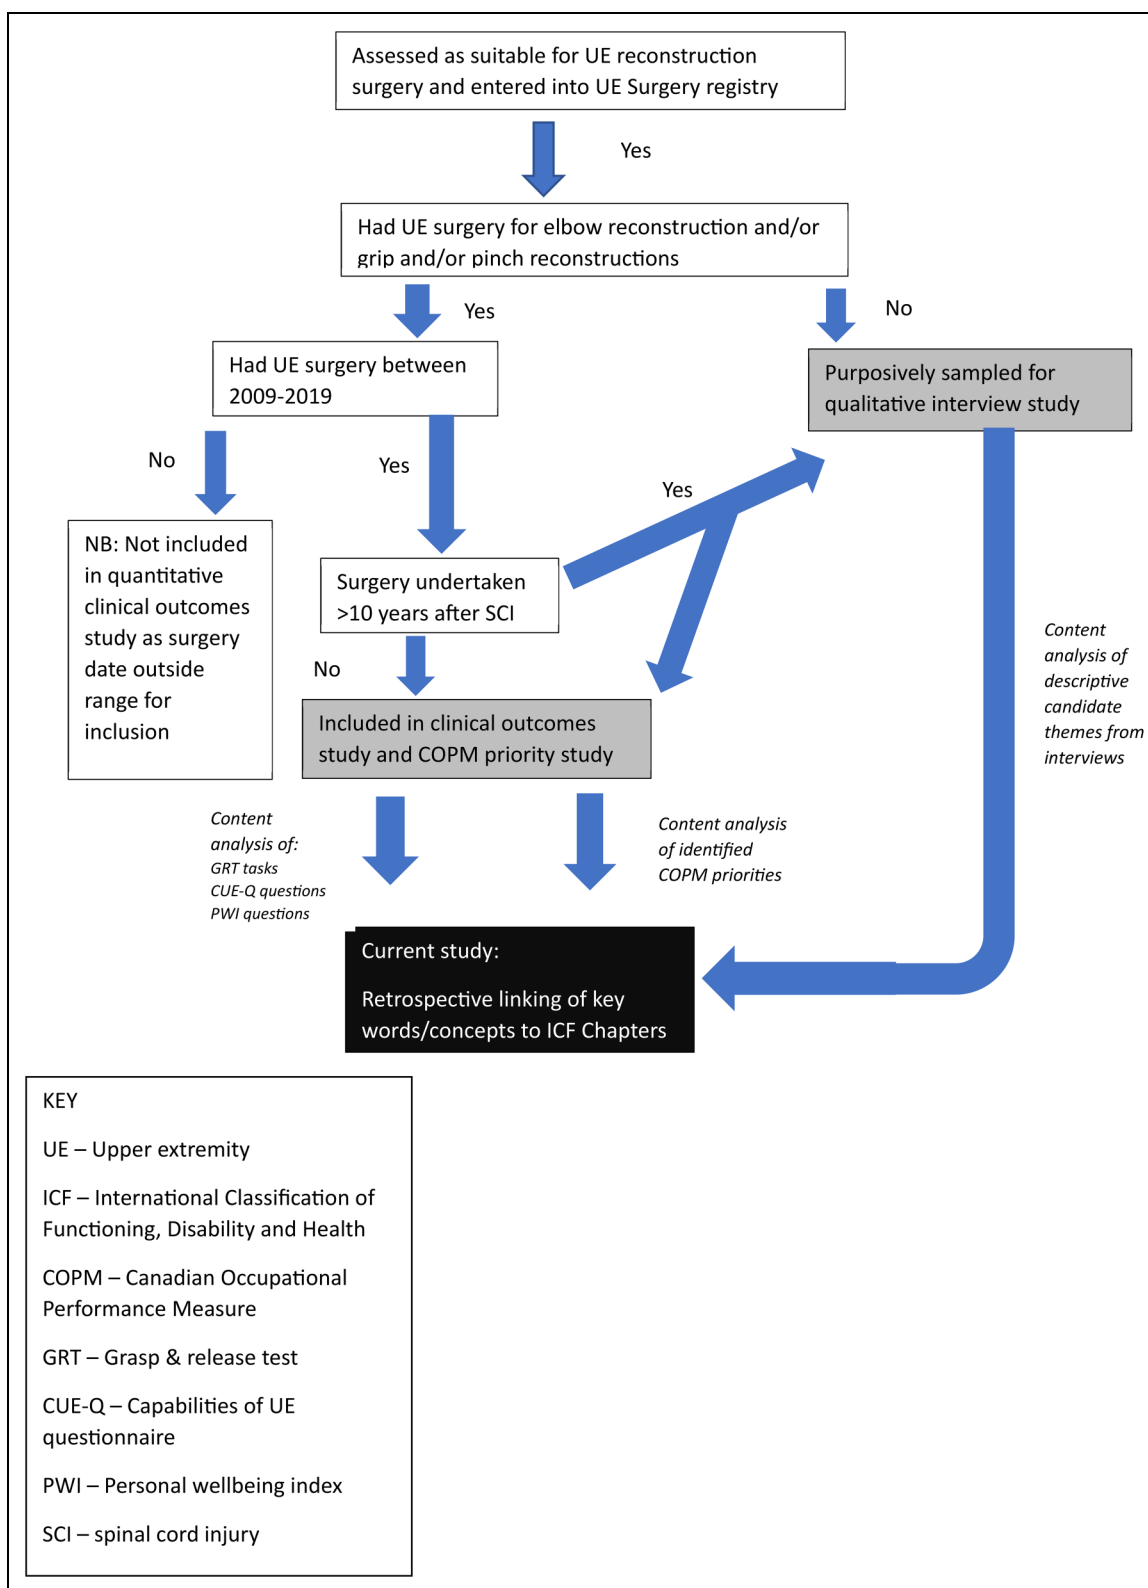 Assessed as suitable for UE reconstruction
surgery and entered into UE Surgery registry
Yes
Had UE surgery for elbow reconstruction and/or
grip and/or pinch reconstructions
Yes
No
Had UE surgery between
2009-2019
Purposively sampled for
qualitative interview study
No
Yes
Yes
NB: Not included
in quantitative
clinical outcomes
study as surgery
date outside
range for
inclusion
Surgery undertaken
>10 years after SCI
No
Included in clinical outcomes
study and COPM priority study
Content
analysis of
descriptive
candidate
themes from
interviews
Content
analysis of:
GRT tasks
CUE-Q questions
PWI questions
Content analysis
of identified
COPM priorities
Current study:
Retrospective linking of key
words/concepts to ICF Chapters
KEY
UE – Upper extremity
ICF – International Classification of
Functioning, Disability and Health
COPM – Canadian Occupational
Performance Measure
GRT – Grasp & release test
CUE-Q – Capabilities of UE
questionnaire
PWI – Personal wellbeing index
SCI – spinal cord injury